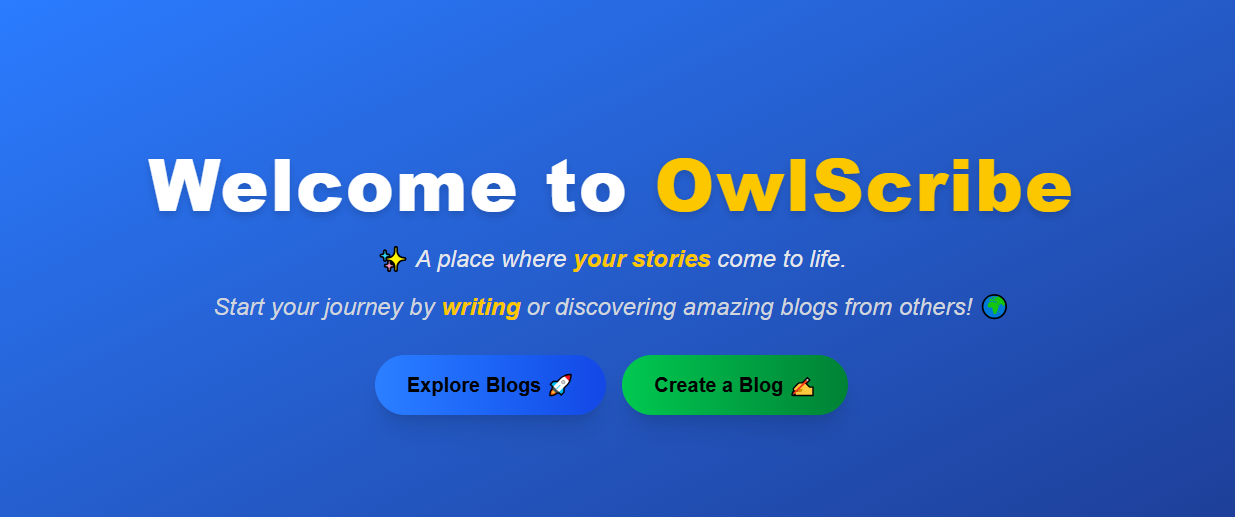 Welcome to OwlScribe
✨ A place where your stories come to life.
Start your journey by writing or discovering amazing blogs from others! 🌍
Explore Blogs 🚀
Create a Blog ✍️